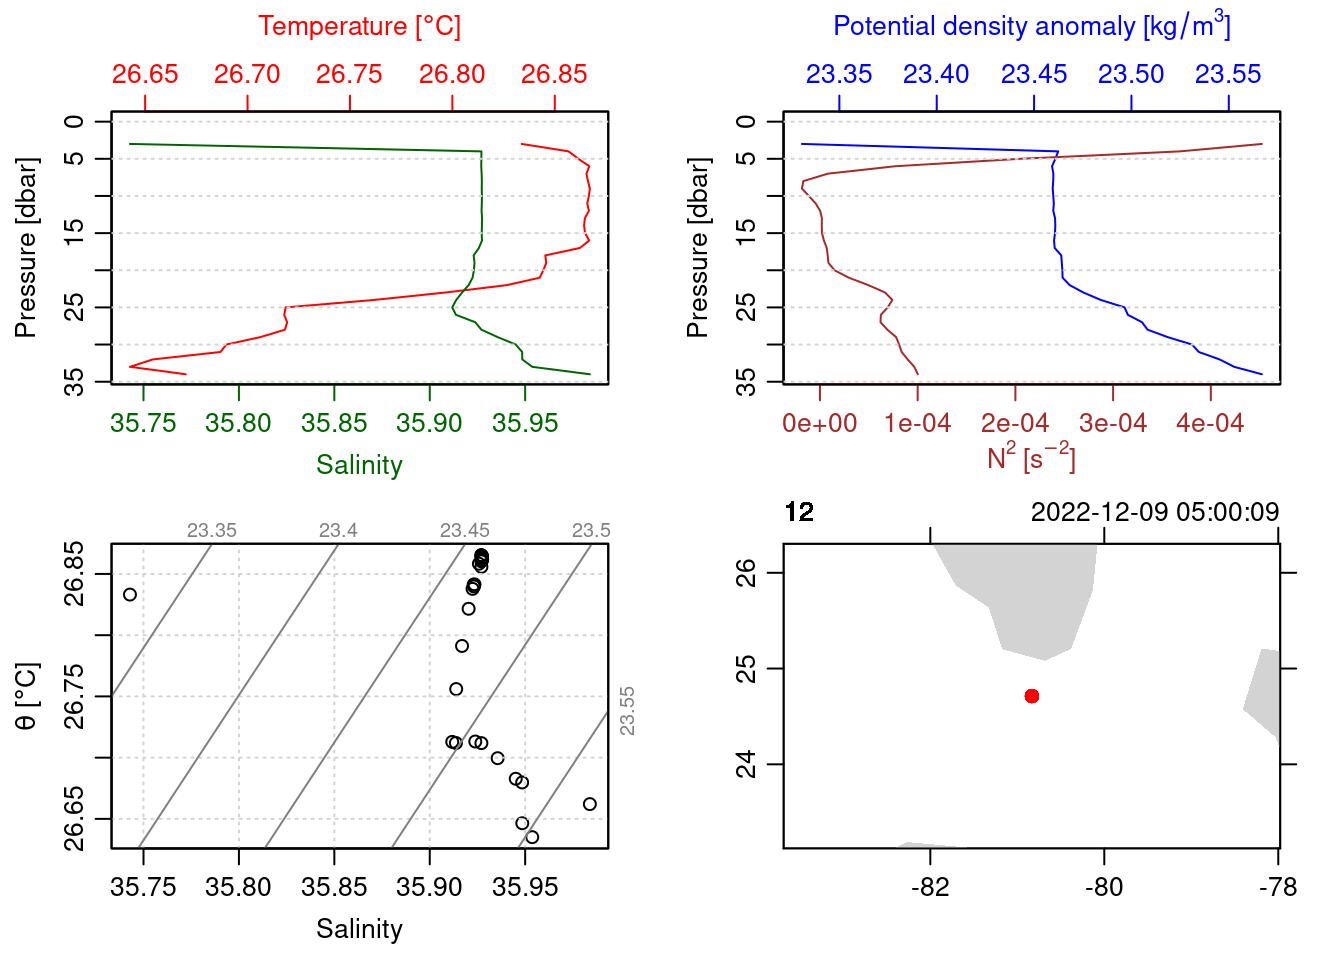 Temperature [°C]
26.65 26.70 26.75 26.80 26.85
0
5
15
25
35
Pressure [dbar]
35.75 35.80 35.85 35.90 35.95
Salinity
Potential density anomaly [kg/m³]
23.35 23.40 23.45 23.50 23.55
0
5
15
25
35
Pressure [dbar]
0e+00 1e-04 2e-04 3e-04 4e-04
N² [s⁻²]
23.35 23.4 23.45 23.5
23.55
26.85
26.75
26.65
θ [°C]
35.75 35.80 35.85 35.90 35.95
Salinity
12 2022-12-09 05:00:09
26
25
24
-82 -80 -78